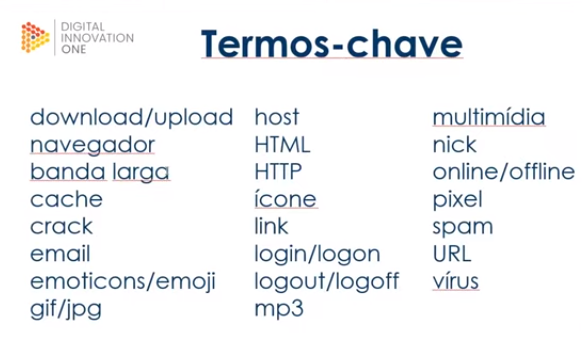 DIGITAL
INNOVATION
ONE
Termos-chave
download/upload
navegador
banda larga
cache
crack
email
emoticons/emoji
gif/jpg
host
HTML
HTTP
ícone
link
login/logon
logout/logoff
mp3
multimídia
nick
online/offline
pixel
spam
URL
vírus